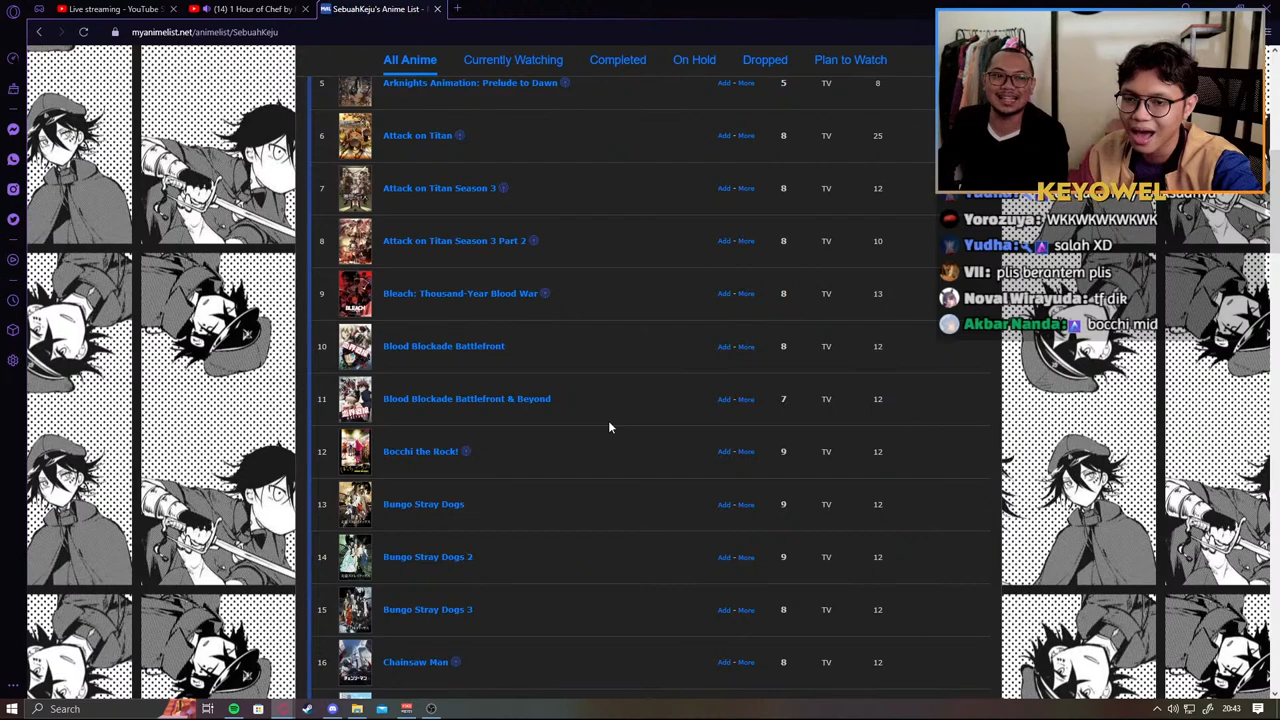 Live streaming - YouTube S
(14) 1 Hour of Chef by
SebuahKeju's Anime List -
myanimelist.net/animelist/SebuahKeju
All Anime Currently Watching Completed On Hold Dropped Plan to Watch
5 Arknights Animation: Prelude to Dawn Add - More 5 TV 8
6 Attack on Titan Add - More 8 TV 25
7 Attack on Titan Season 3 Add - More 8 TV 12
8 Attack on Titan Season 3 Part 2 Add - More 8 TV 10
9 Bleach: Thousand-Year Blood War Add - More 8 TV 13
10 Blood Blockade Battlefront Add - More 8 TV 12
11 Blood Blockade Battlefront & Beyond Add - More 7 TV 12
12 Bocchi the Rock! Add - More 9 TV 12
13 Bungo Stray Dogs Add - More 9 TV 12
14 Bungo Stray Dogs 2 Add - More 9 TV 12
15 Bungo Stray Dogs 3 Add - More 8 TV 12
16 Chainsaw Man Add - More 8 TV 12
KEYOWEL
Yorozuya: WKKWKWKWKWK
Yudha: salah XD
VII: plis berantem plis
Noval Wirayuda: tf dik
Akbar Nanda: bocchi mid
Search
20:43